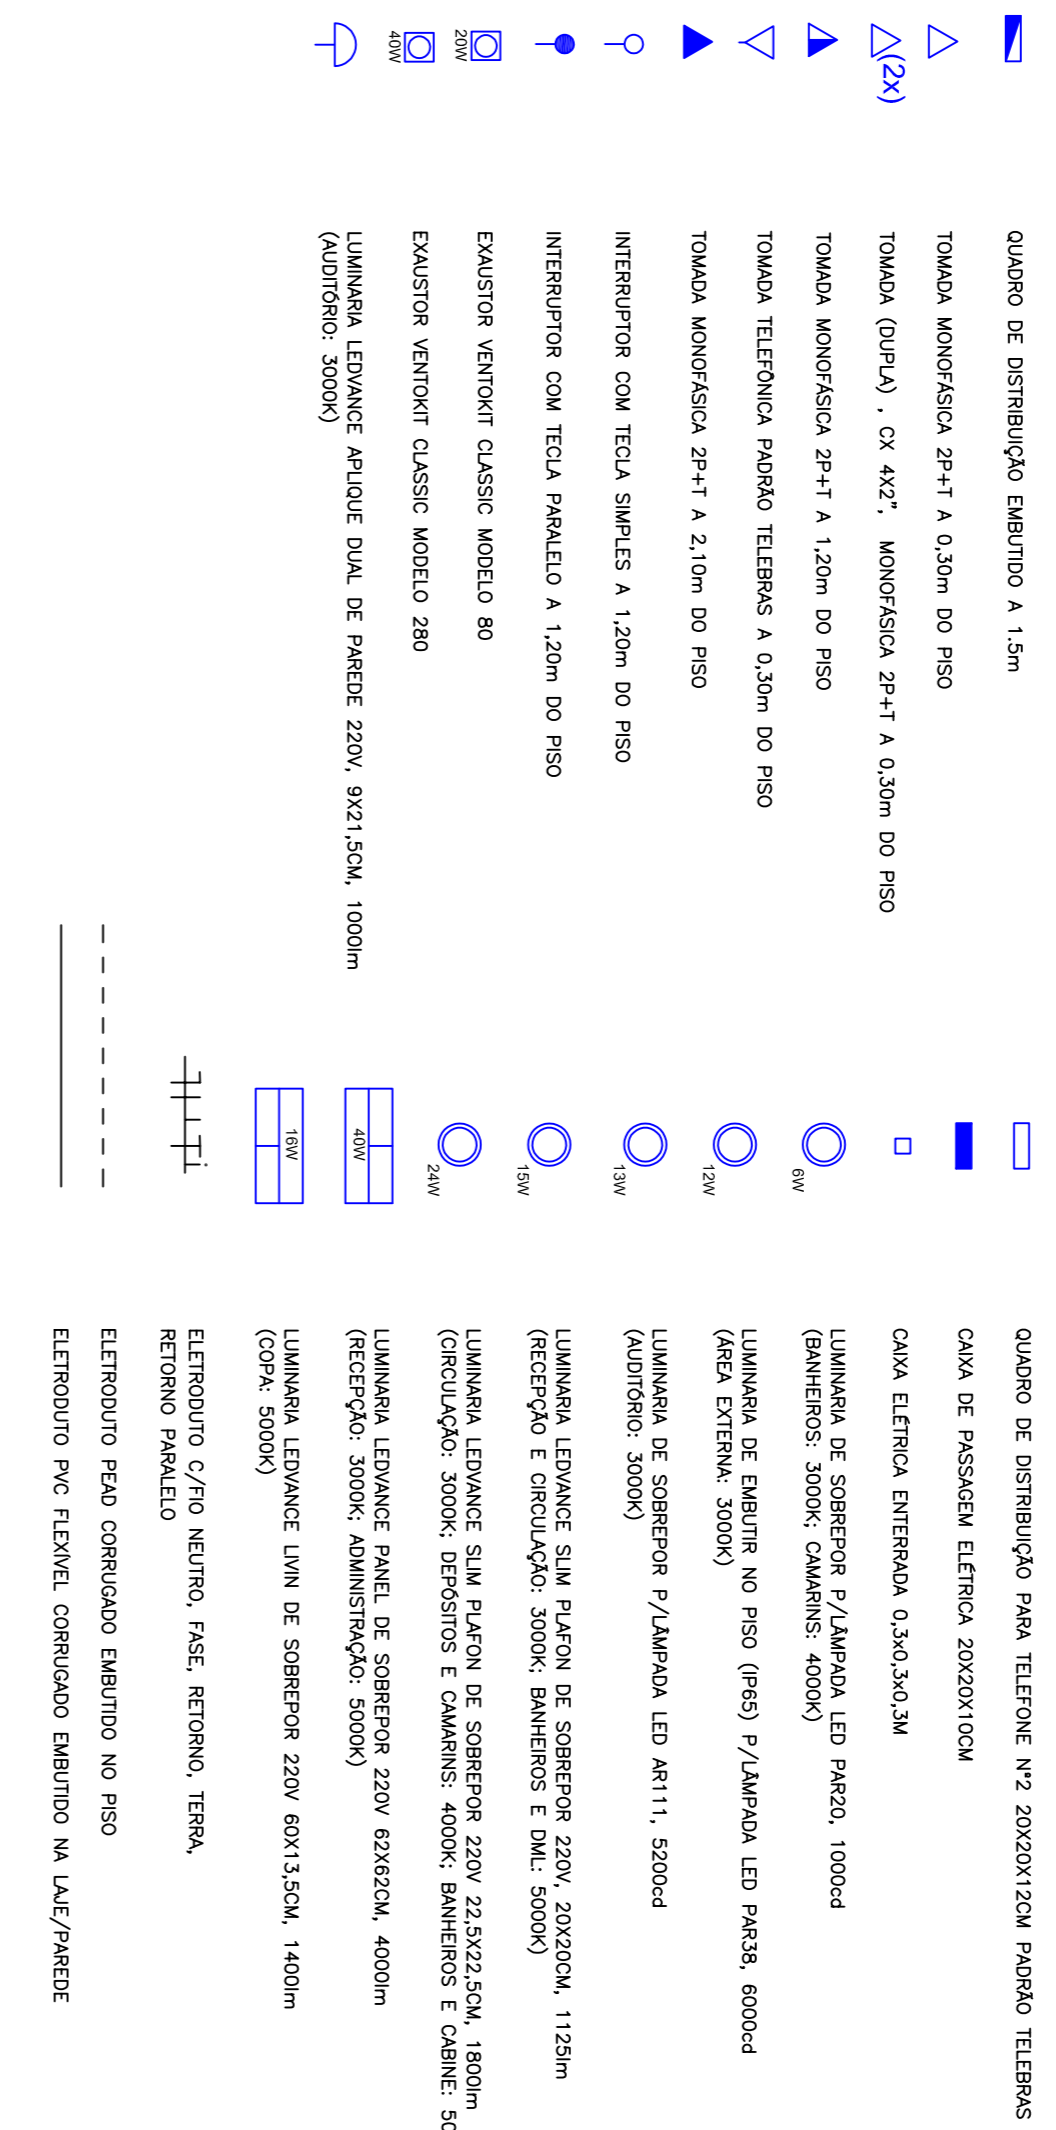 QUADRO DE DISTRIBUIÇÃO EMBUTIDO A 1.5m
TOMADA MONOFÁSICA 2P+T A 0,30m DO PISO
(2x)
TOMADA (DUPLA) , CX 4X2", MONOFÁSICA 2P+T A 0,30m DO PISO
TOMADA MONOFÁSICA 2P+T A 1,20m DO PISO
TOMADA TELEFÔNICA PADRÃO TELEBRAS A 0,30m DO PISO
TOMADA MONOFÁSICA 2P+T A 2,10m DO PISO
INTERRUPTOR COM TECLA SIMPLES A 1,20m DO PISO
INTERRUPTOR COM TECLA PARALELO A 1,20m DO PISO
20W
EXAUSTOR VENTOKIT CLASSIC MODELO 80
40W
EXAUSTOR VENTOKIT CLASSIC MODELO 280
LUMINARIA LEDVANCE APLIQUE DUAL DE PAREDE 220V, 9X21,5CM, 1000lm
(AUDITÓRIO: 3000K)
QUADRO DE DISTRIBUIÇÃO PARA TELEFONE N°2 20X20X12CM PADRÃO TELEBRAS
CAIXA DE PASSAGEM ELÉTRICA 20X20X10CM
CAIXA ELÉTRICA ENTERRADA 0,3x0,3x0,3M
6W
LUMINARIA DE SOBREPOR P/LÂMPADA LED PAR20, 1000cd
(BANHEIROS: 3000K; CAMARINS: 4000K)
12W
LUMINARIA DE EMBUTIR NO PISO (IP65) P/LÂMPADA LED PAR38, 6000cd
(ÁREA EXTERNA: 3000K)
13W
LUMINARIA DE SOBREPOR P/LÂMPADA LED AR111, 5200cd
(AUDITÓRIO: 3000K)
15W
LUMINARIA LEDVANCE SLIM PLAFON DE SOBREPOR 220V, 20X20CM, 1125lm
(RECEPÇÃO E CIRCULAÇÃO: 3000K; BANHEIROS E DML: 5000K)
24W
LUMINARIA LEDVANCE SLIM PLAFON DE SOBREPOR 220V 22,5X22,5CM, 1800lm
(CIRCULAÇÃO: 3000K; DEPÓSITOS E CAMARINS: 4000K; BANHEIROS E CABINE:
40W
LUMINARIA LEDVANCE PANEL DE SOBREPOR 220V 62X62CM, 4000lm
(RECEPÇÃO: 3000K; ADMINISTRAÇÃO: 5000K)
16W
LUMINARIA LEDVANCE LIVIN DE SOBREPOR 220V 60X13,5CM, 1400lm
(COPA: 5000K)
ELETRODUTO C/FIO NEUTRO, FASE, RETORNO, TERRA,
RETORNO PARALELO
ELETRODUTO PEAD CORRUGADO EMBUTIDO NO PISO
ELETRODUTO PVC FLEXÍVEL CORRUGADO EMBUTIDO NA LAJE/PAREDE